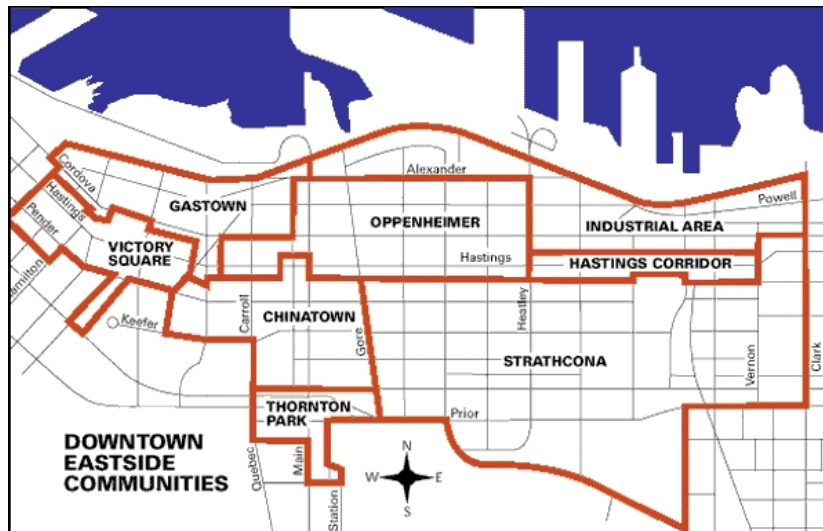 Alexander
Powell
Cordova
GASTOWN
OPPENHEIMER
INDUSTRIAL AREA
Hastings
Pender
VICTORY
SQUARE
Hastings
HASTINGS CORRIDOR
Hamilton
Keefer
Carroll
CHINATOWN
Gore
Heatley
STRATHCONA
Vernon
Clark
THORNTON
PARK
Prior
DOWNTOWN
EASTSIDE
COMMUNITIES
Quebec
Main
Station
N
W
E
S